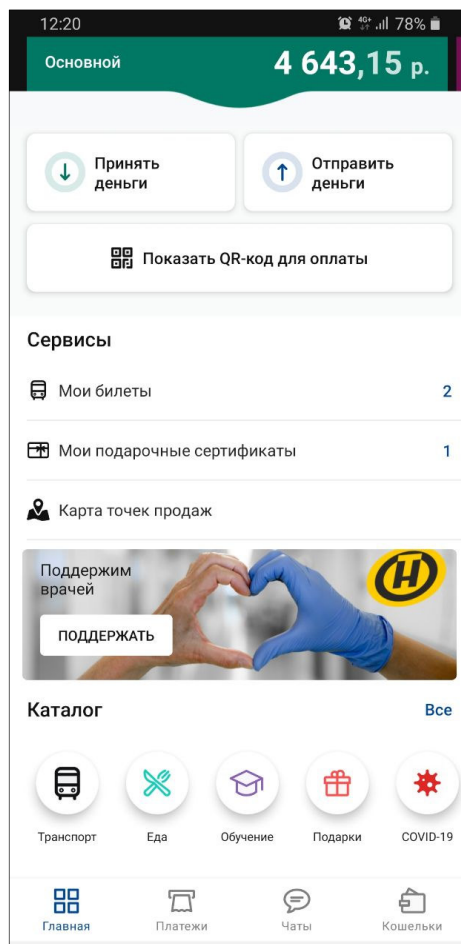 12:20
4G+ 78%
Основной
4 643,15 р.
Принять
деньги
Отправить
деньги
Показать QR-код для оплаты
Сервисы
Мои билеты 2
Мои подарочные сертификаты 1
Карта точек продаж
Поддержим
врачей
ПОДДЕРЖАТЬ
Н
Каталог Все
Транспорт Еда Обучение Подарки COVID-19
Главная Платежи Чаты Кошельки